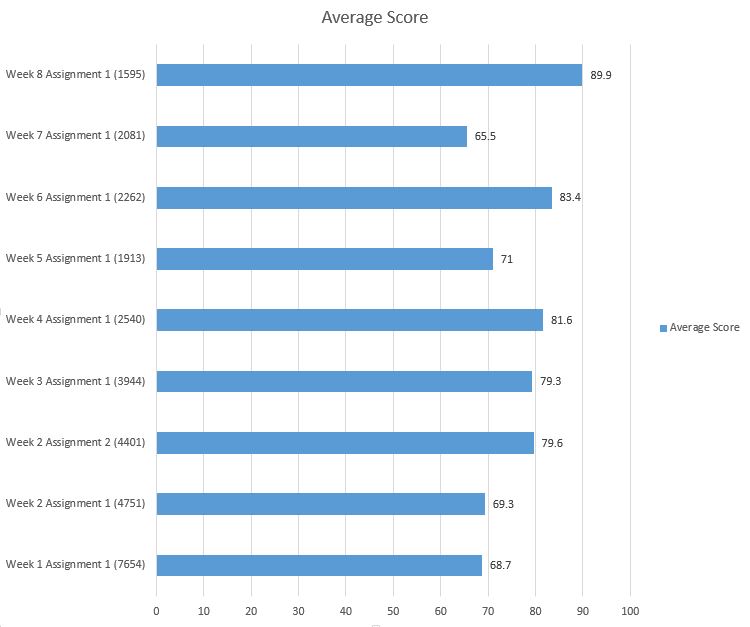 Average Score
Week 8 Assignment 1 (1595)
89.9
Week 7 Assignment 1 (2081)
65.5
Week 6 Assignment 1 (2262)
83.4
Week 5 Assignment 1 (1913)
71
Week 4 Assignment 1 (2540)
81.6
Average Score
Week 3 Assignment 1 (3944)
79.3
Week 2 Assignment 2 (4401)
79.6
Week 2 Assignment 1 (4751)
69.3
Week 1 Assignment 1 (7654)
68.7
0 10 20 30 40 50 60 70 80 90 100